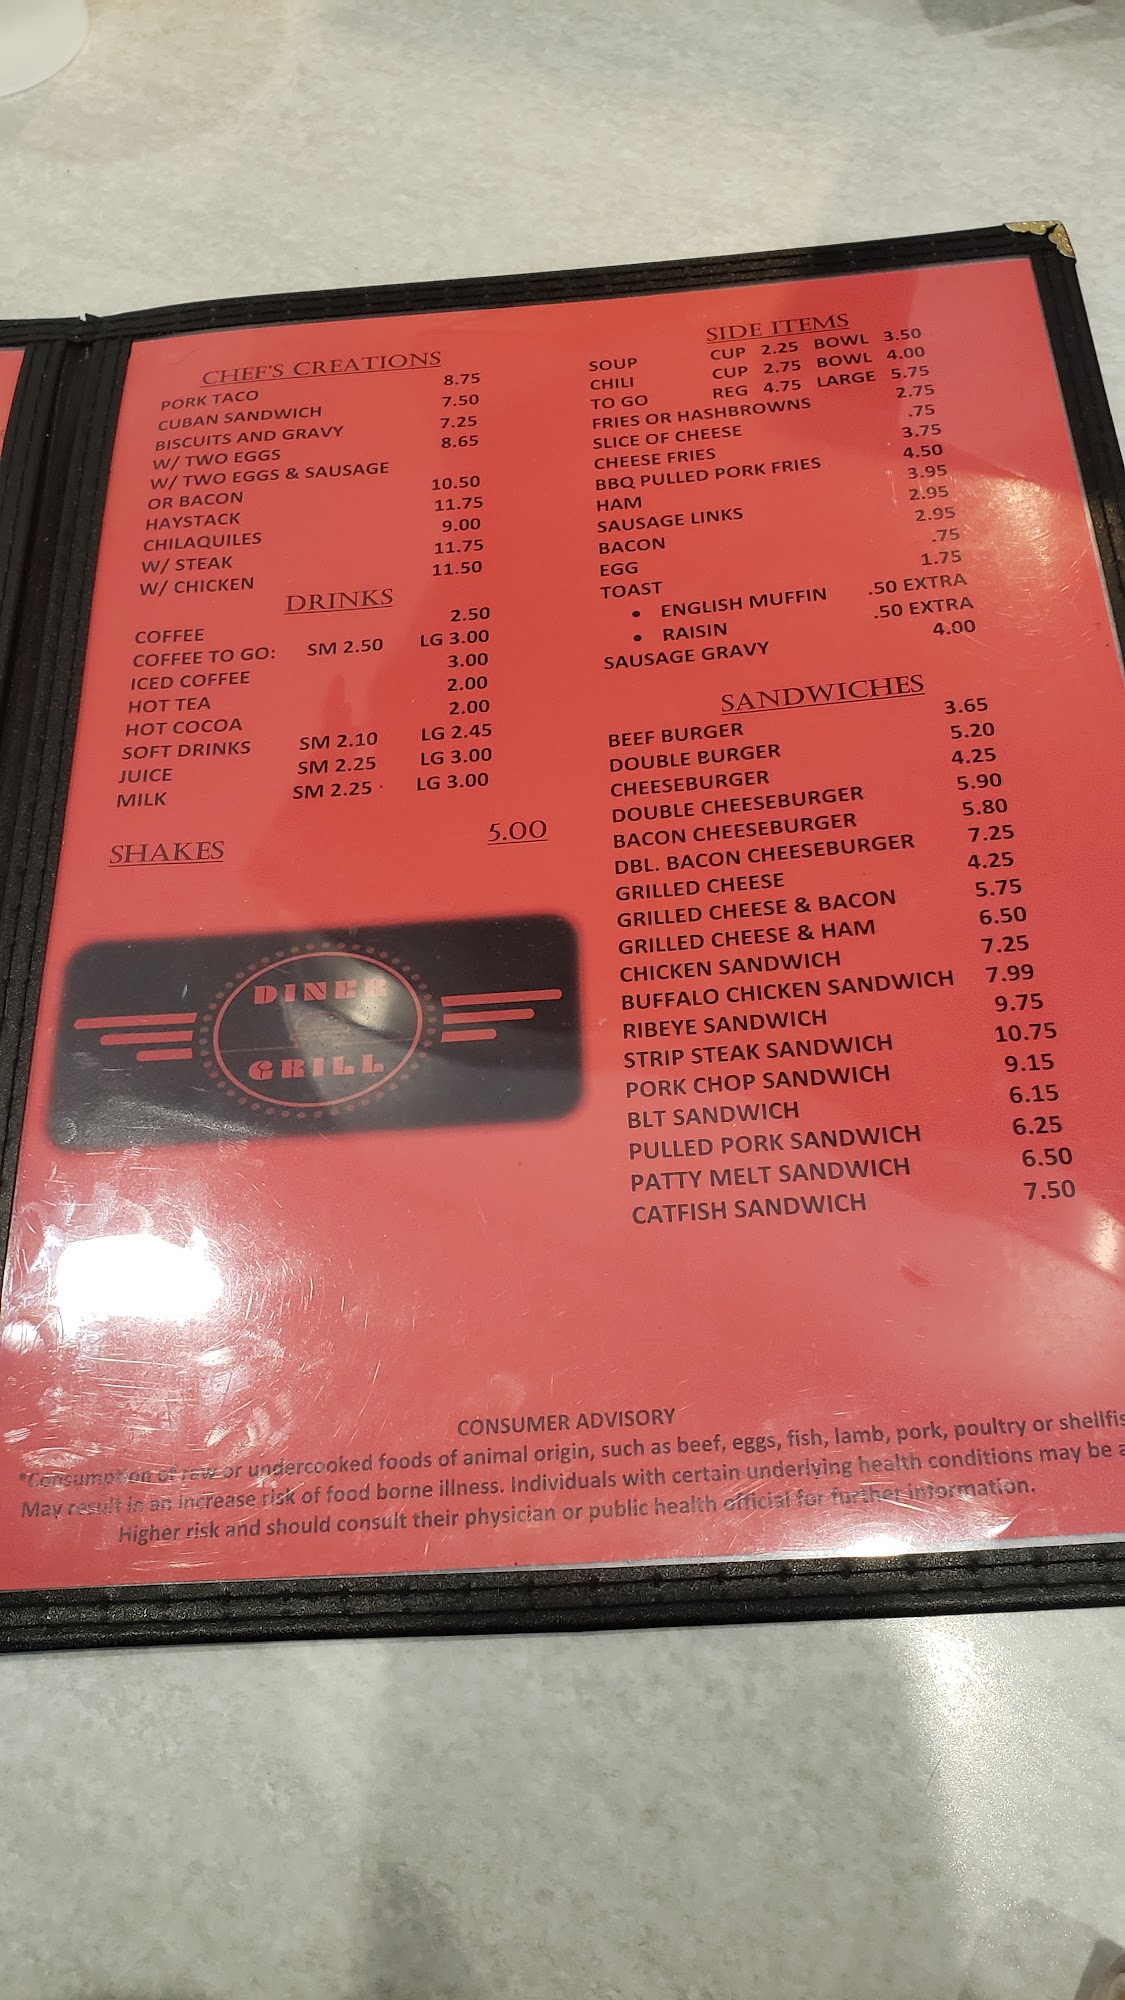 CHEF'S CREATIONS
PORK TACO 8.75
CUBAN SANDWICH 7.50
BISCUITS AND GRAVY 7.25
W/ TWO EGGS 8.65
W/ TWO EGGS & SAUSAGE
OR BACON 10.50
HAYSTACK 11.75
CHILAQUILES 9.00
W/ STEAK 11.75
W/ CHICKEN 11.50
DRINKS
COFFEE 2.50
COFFEE TO GO: SM 2.50 LG 3.00
ICED COFFEE 3.00
HOT TEA 2.00
HOT COCOA 2.00
SOFT DRINKS SM 2.10 LG 2.45
JUICE SM 2.25 LG 3.00
MILK SM 2.25 LG 3.00
SHAKES 5.00
DINER
GRILL
SIDE ITEMS
SOUP CUP 2.25 BOWL 3.50
CHILI CUP 2.75 BOWL 4.00
TO GO REG 4.75 LARGE 5.75
FRIES OR HASHBROWNS 2.75
SLICE OF CHEESE .75
CHEESE FRIES 3.75
BBQ PULLED PORK FRIES 4.50
HAM 3.95
SAUSAGE LINKS 2.95
BACON 2.95
EGG .75
TOAST 1.75
• ENGLISH MUFFIN .50 EXTRA
• RAISIN .50 EXTRA
SAUSAGE GRAVY 4.00
SANDWICHES
BEEF BURGER 3.65
DOUBLE BURGER 5.20
CHEESEBURGER 4.25
DOUBLE CHEESEBURGER 5.90
BACON CHEESEBURGER 5.80
DBL. BACON CHEESEBURGER 7.25
GRILLED CHEESE 4.25
GRILLED CHEESE & BACON 5.75
GRILLED CHEESE & HAM 6.50
CHICKEN SANDWICH 7.25
BUFFALO CHICKEN SANDWICH 7.99
RIBEYE SANDWICH 9.75
STRIP STEAK SANDWICH 10.75
PORK CHOP SANDWICH 9.15
BLT SANDWICH 6.15
PULLED PORK SANDWICH 6.25
PATTY MELT SANDWICH 6.50
CATFISH SANDWICH 7.50
CONSUMER ADVISORY
*Consumption of raw or undercooked foods of animal origin, such as beef, eggs, fish, lamb, pork, poultry or shellfis
May result in an increase risk of food borne illness. Individuals with certain underlying health conditions may be a
Higher risk and should consult their physician or public health official for further information.